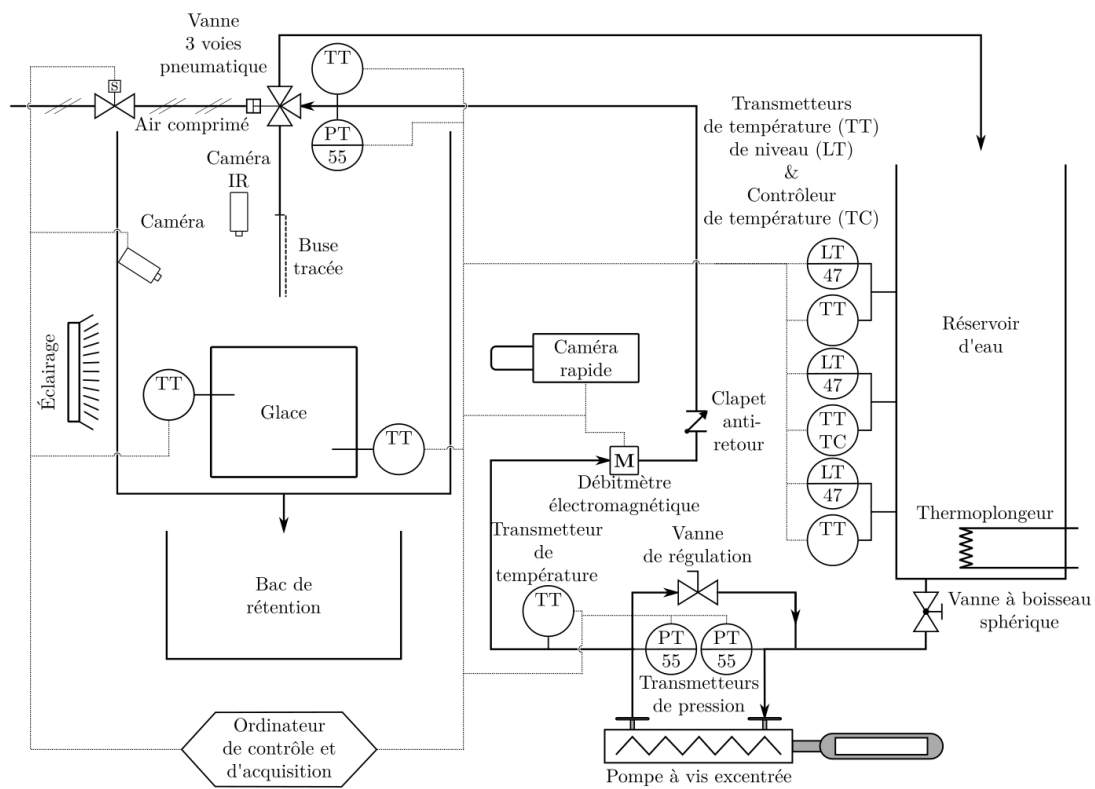 Vanne
3 voies
pneumatique
TT
S
Air comprimé
PT
55
Caméra
IR
Caméra
Buse
tracée
Transmetteurs
de température (TT)
de niveau (LT)
&
Contrôleur
de température (TC)
LT
47
TT
LT
47
TT
TC
LT
47
TT
Réservoir
d'eau
Thermoplongeur
Vanne à boisseau
sphérique
Éclairage
TT
Glace
TT
Caméra
rapide
Clapet
anti-
retour
M
Débitmètre
électromagnétique
Transmetteur
de
température
TT
Vanne
de régulation
PT
55
PT
55
Transmetteurs
de pression
Bac de
rétention
Ordinateur
de contrôle et
d'acquisition
Pompe à vis excentrée